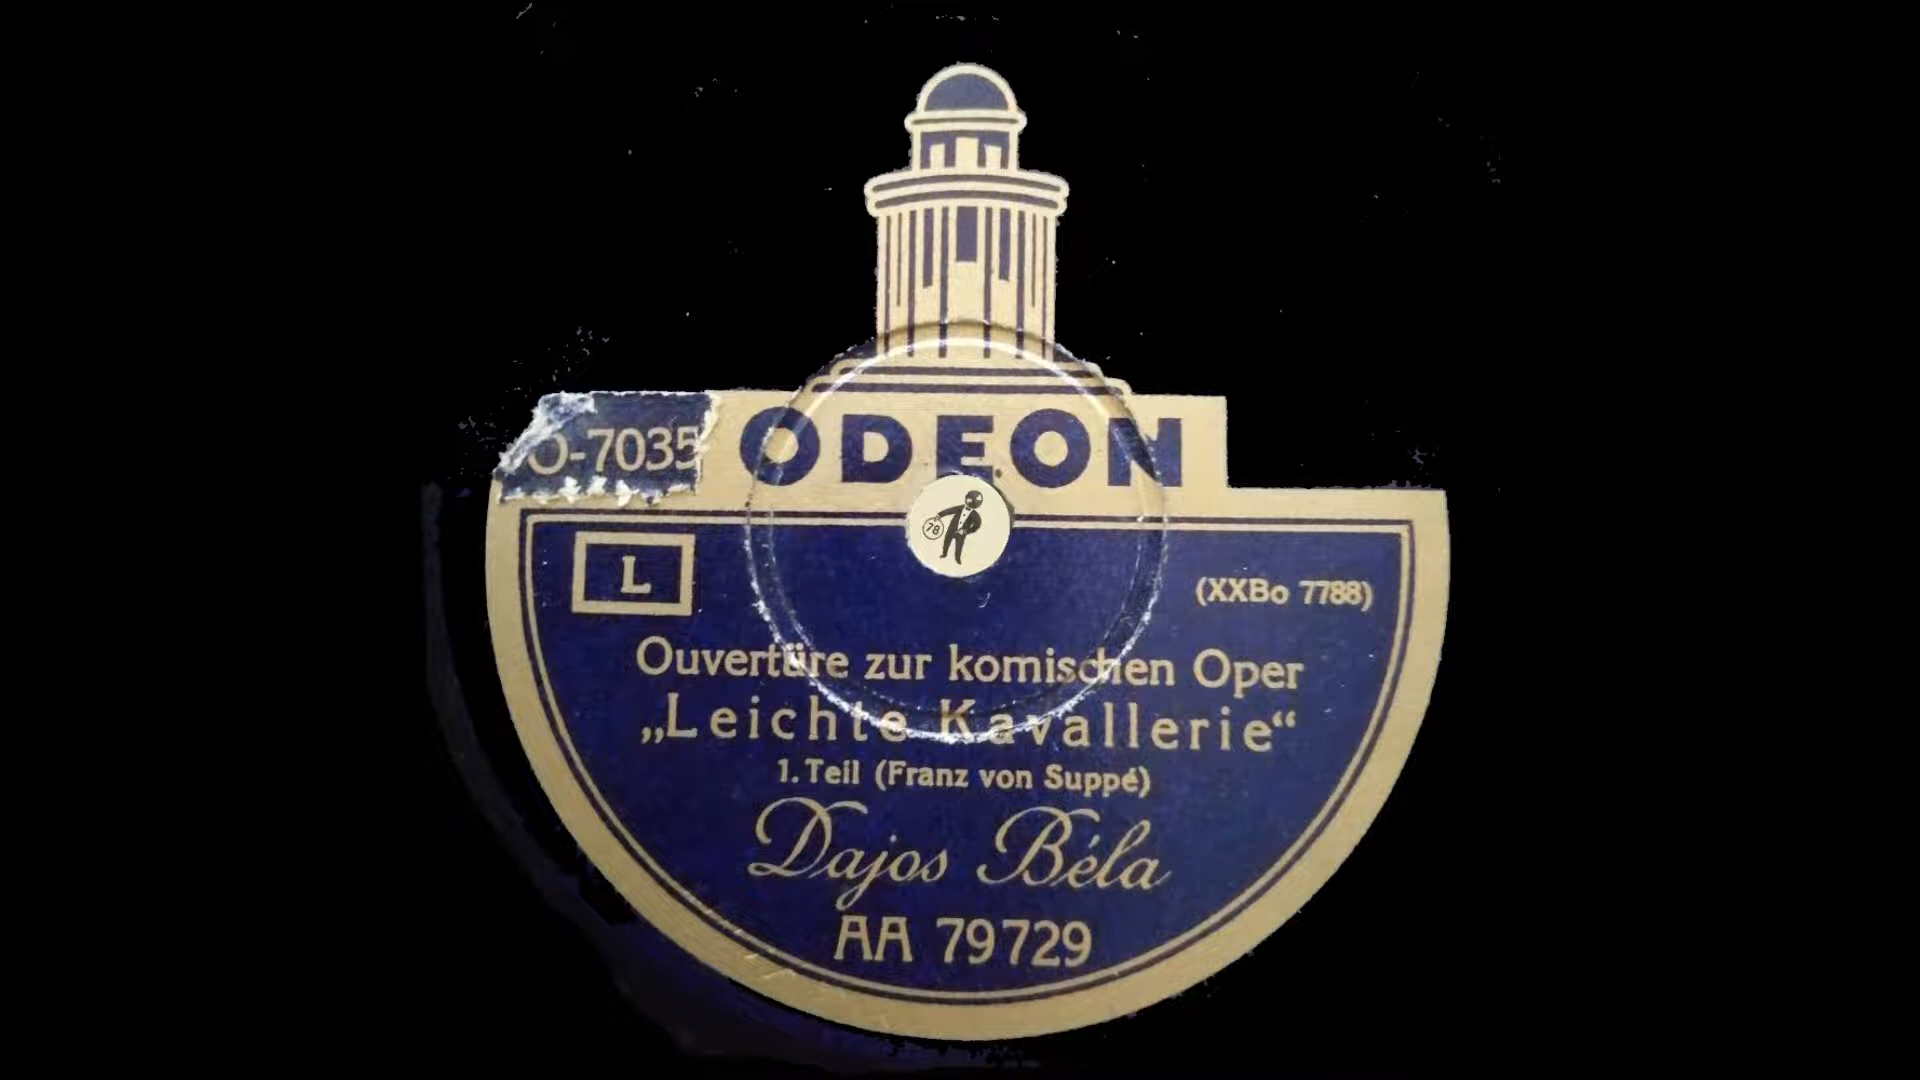 O-7035
ODEON
78
L
(XXBo 7788)
Ouvertüre zur komischen Oper
„Leichte Kavallerie“
1. Teil (Franz von Suppé)
Dajos Béla
AA 79729